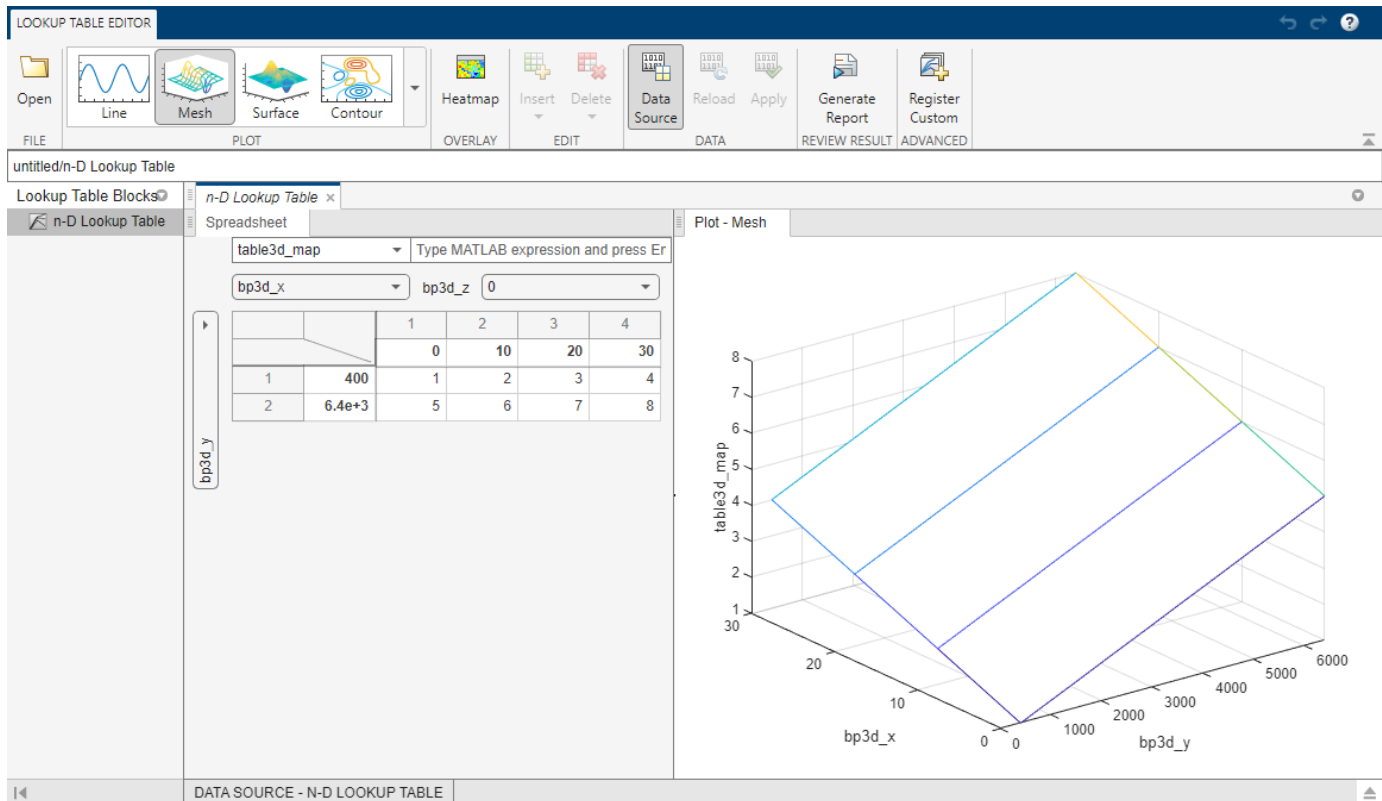 LOOKUP TABLE EDITOR
Open
Line
Mesh
Surface
Contour
Heatmap
Insert
Delete
Data
Source
Reload
Apply
Generate
Report
Register
Custom
FILE
PLOT
OVERLAY
EDIT
DATA
REVIEW RESULT
ADVANCED
untitled/n-D Lookup Table
Lookup Table Blocks
n-D Lookup Table
n-D Lookup Table ×
Spreadsheet
table3d_map
Type MATLAB expression and press Er
bp3d_x
bp3d_z
0
1 2 3 4
0 10 20 30
1 400 1 2 3 4
2 6.4e+3 5 6 7 8
bp3d_y
Plot - Mesh
8
7
6
5
4
3
2
1
table3d_map
30
20
10
0
bp3d_x
0
1000
2000
3000
4000
5000
6000
bp3d_y
DATA SOURCE - N-D LOOKUP TABLE